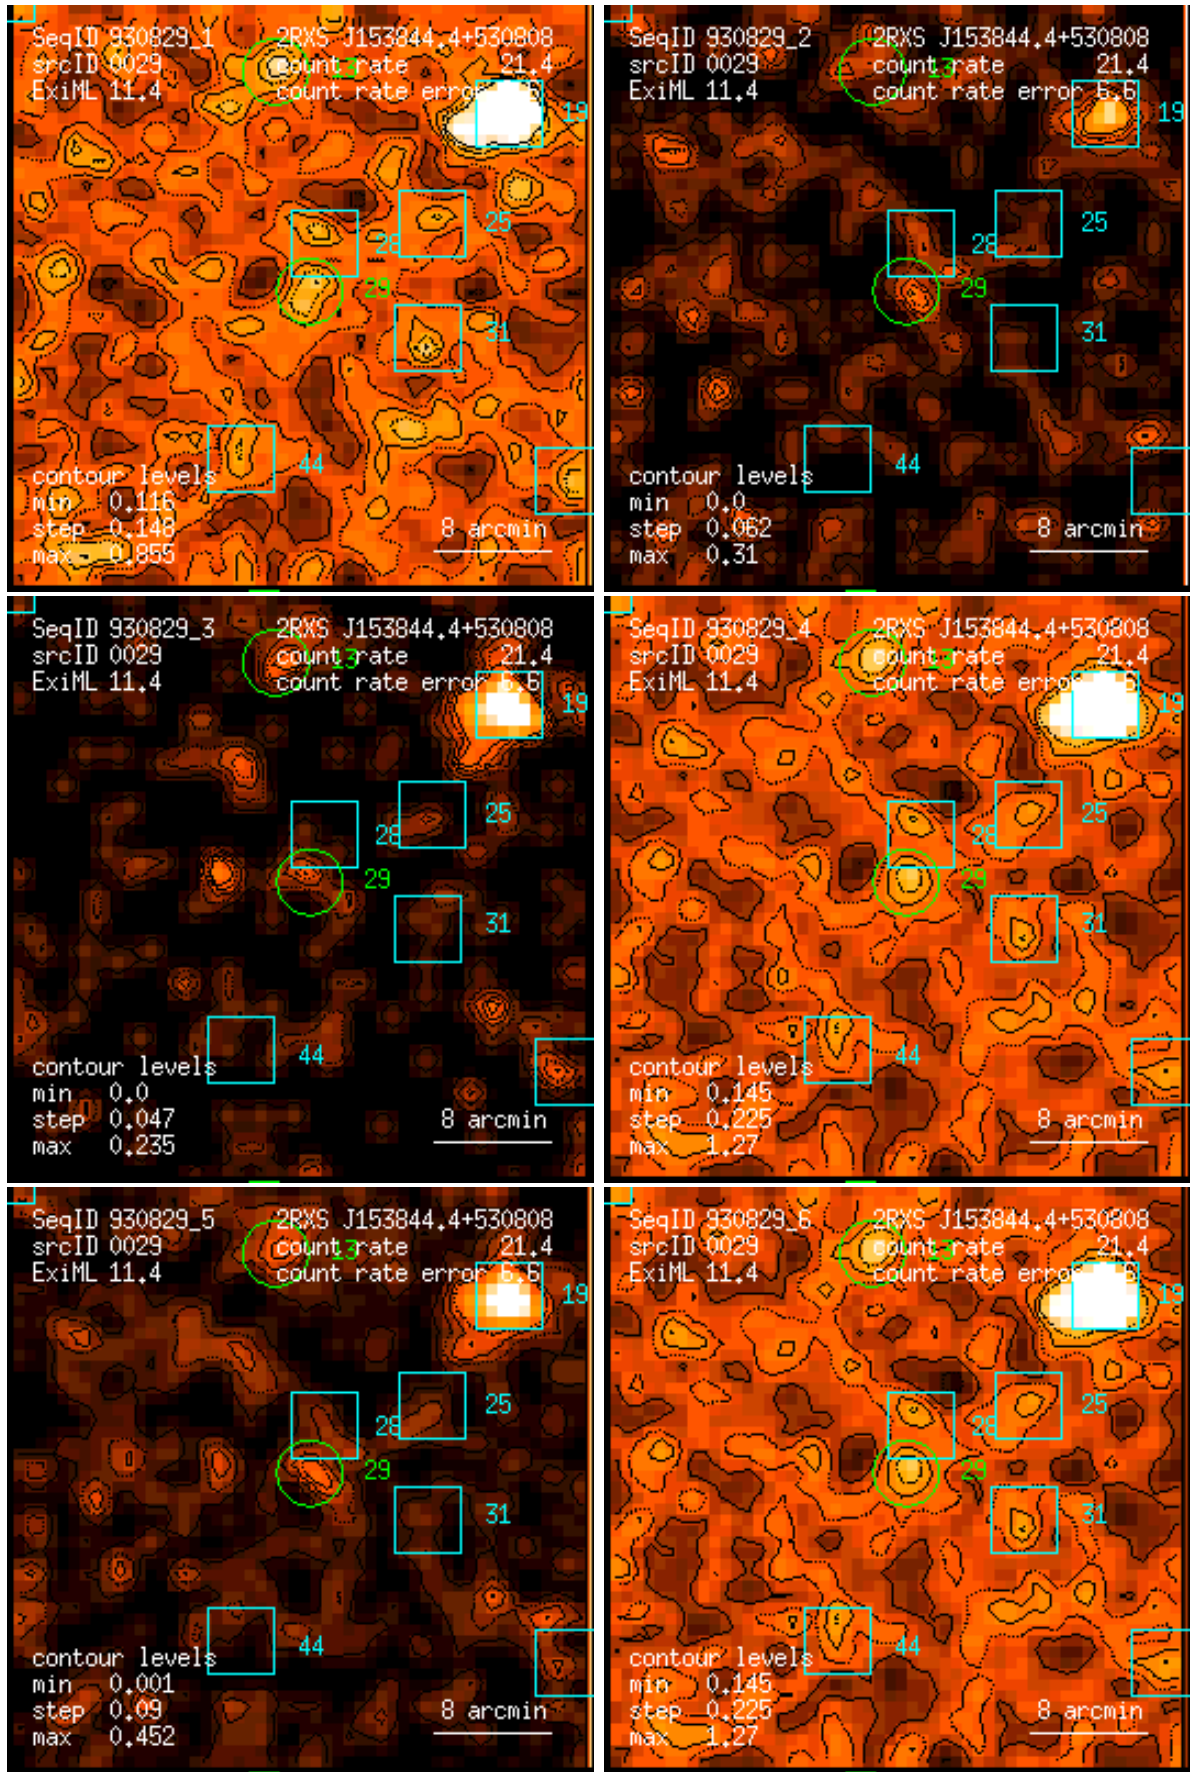 SeqID 930829_1 2RXS J153844.4+530808
srcID 0029 count rate 21.4
13
ExiML 11.4 count rate error
19
25
28
29
31
44
contour levels
min 0.116
step 0.148
max 0.855
8 arcmin
SeqID 930829_2 2RXS J153844.4+530808
srcID 0029 count rate 21.4
13
ExiML 11.4 count rate error 6.6
19
25
28
29
31
44
contour levels
min 0.0
step 0.062
max 0.31
8 arcmin
SeqID 930829_3 2RXS J153844.4+530808
srcID 0029 count rate 21.4
13
ExiML 11.4 count rate error 6.6
19
25
28
29
31
44
contour levels
min 0.0
step 0.047
max 0.235
8 arcmin
SeqID 930829_4 2RXS J153844.4+530808
srcID 0029 count rate 21.4
13
ExiML 11.4 count rate error
19
25
28
29
31
44
contour levels
min 0.145
step 0.225
max 1.27
8 arcmin
SeqID 930829_5 2RXS J153844.4+530808
srcID 0029 count rate 21.4
13
ExiML 11.4 count rate error 6.6
19
25
28
29
31
44
contour levels
min 0.001
step 0.09
max 0.452
8 arcmin
SeqID 930829_6 2RXS J153844.4+530808
srcID 0029 count rate 21.4
13
ExiML 11.4 count rate error
19
25
28
29
31
44
contour levels
min 0.145
step 0.225
max 1.27
8 arcmin